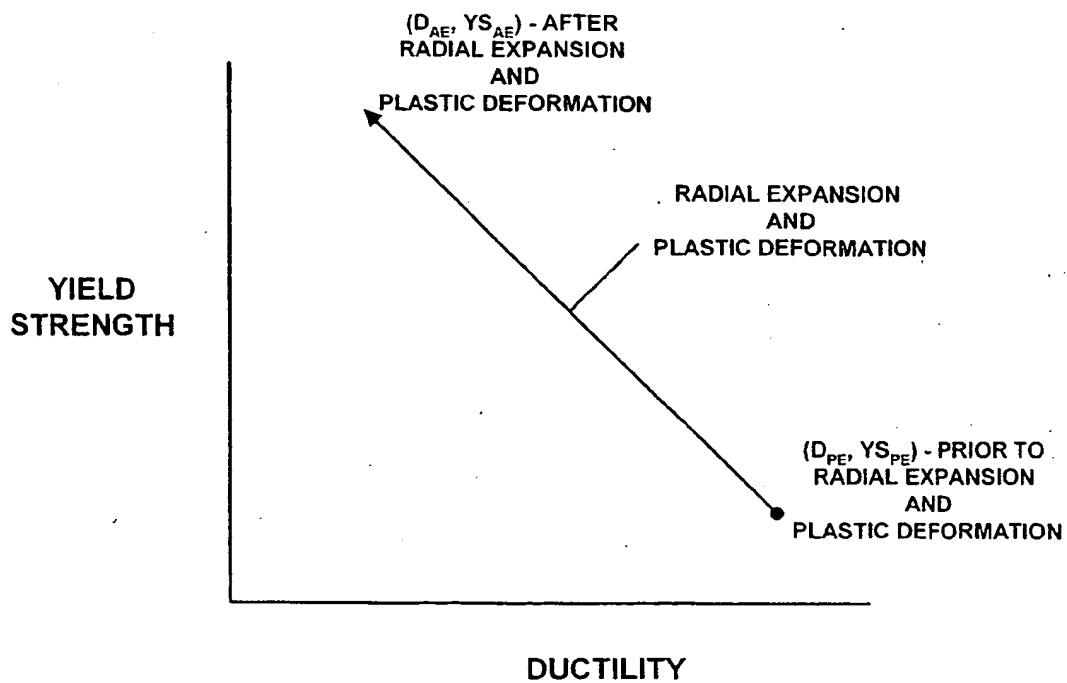 (D_AE, YS_AE) - AFTER
RADIAL EXPANSION
AND
PLASTIC DEFORMATION
RADIAL EXPANSION
AND
PLASTIC DEFORMATION
YIELD
STRENGTH
(D_PE, YS_PE) - PRIOR TO
RADIAL EXPANSION
AND
PLASTIC DEFORMATION
DUCTILITY